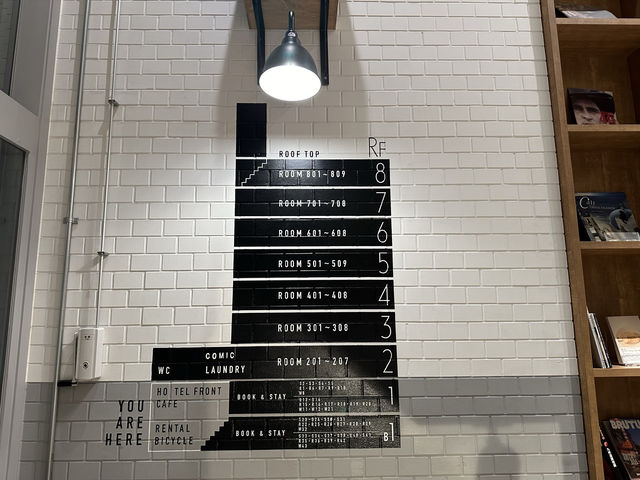 ROOF TOP RF
ROOM 801~809 8
ROOM 701~708 7
ROOM 601~608 6
ROOM 501~509 5
ROOM 401~408 4
ROOM 301~308 3
COMIC
WC LAUNDRY ROOM 201~207 2
HOTEL FRONT
CAFE
BOOK & STAY 1
YOU
ARE
HERE
RENTAL
BICYCLE
BOOK & STAY B1